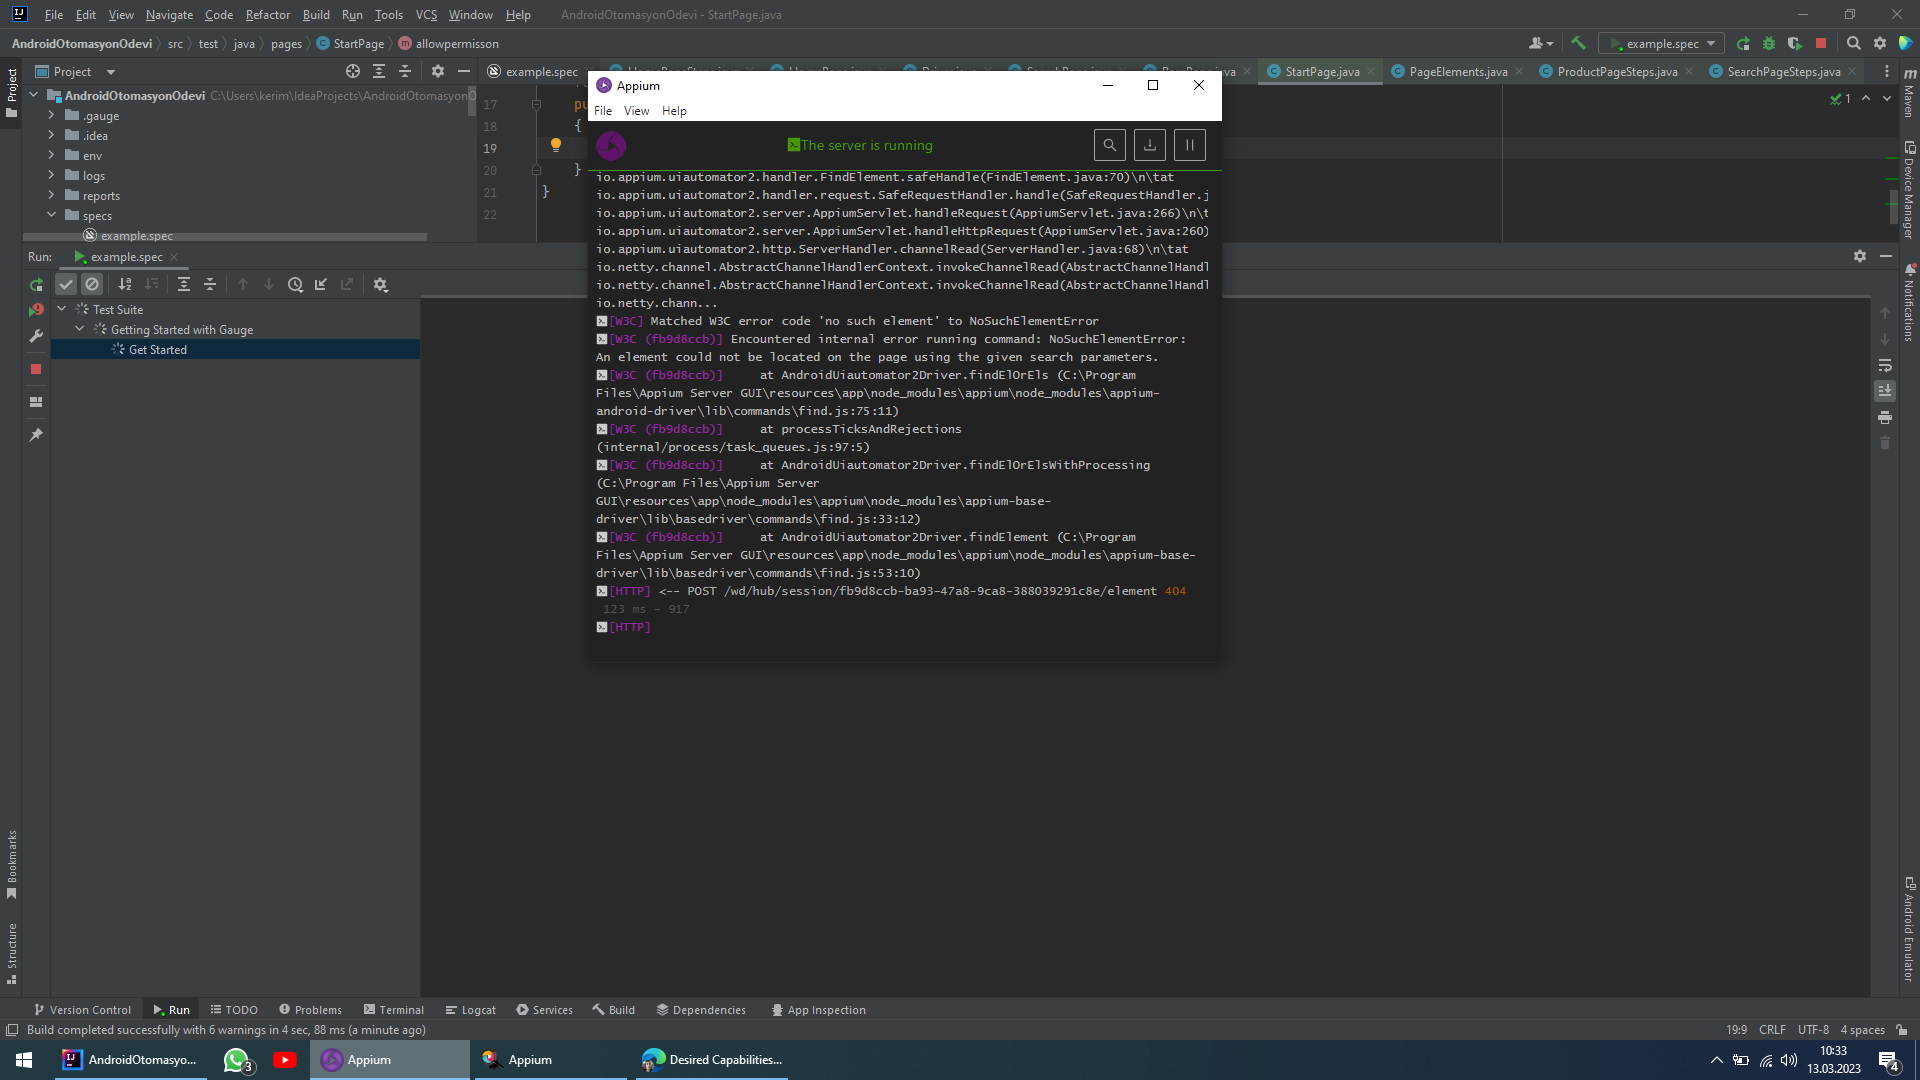 File Edit View Navigate Code Refactor Build Run Tools VCS Window Help AndroidOtomasyonOdevi - StartPage.java
AndroidOtomasyonOdevi src test java pages StartPage allowpermisson example.spec
Project example.spec StartPage.java PageElements.java ProductPageSteps.java SearchPageSteps.java
AndroidOtomasyonOdevi C:\Users\kerim\IdeaProjects\AndroidOtomasyonO
.gauge
.idea
env
logs
reports
specs
example.spec
17 pu
18 {
19
20 }
21 }
22
1
Appium
File View Help
The server is running
io.appium.uiautomator2.handler.FindElement.safeHandle(FindElement.java:70)\n\tat
io.appium.uiautomator2.handler.request.SafeRequestHandler.handle(SafeRequestHandler.j
io.appium.uiautomator2.server.AppiumServlet.handleRequest(AppiumServlet.java:266)\n\t
io.appium.uiautomator2.server.AppiumServlet.handleHttpRequest(AppiumServlet.java:260)
io.appium.uiautomator2.http.ServerHandler.channelRead(ServerHandler.java:68)\n\tat
io.netty.channel.AbstractChannelHandlerContext.invokeChannelRead(AbstractChannelHandl
io.netty.channel.AbstractChannelHandlerContext.invokeChannelRead(AbstractChannelHandl
io.netty.chann...
[W3C] Matched W3C error code 'no such element' to NoSuchElementError
[W3C (fb9d8ccb)] Encountered internal error running command: NoSuchElementError:
An element could not be located on the page using the given search parameters.
[W3C (fb9d8ccb)] at AndroidUiautomator2Driver.findElOrEls (C:\Program
Files\Appium Server GUI\resources\app\node_modules\appium\node_modules\appium-
android-driver\lib\commands\find.js:75:11)
[W3C (fb9d8ccb)] at processTicksAndRejections
(internal/process/task_queues.js:97:5)
[W3C (fb9d8ccb)] at AndroidUiautomator2Driver.findElOrElsWithProcessing
(C:\Program Files\Appium Server
GUI\resources\app\node_modules\appium\node_modules\appium-base-
driver\lib\basedriver\commands\find.js:33:12)
[W3C (fb9d8ccb)] at AndroidUiautomator2Driver.findElement (C:\Program
Files\Appium Server GUI\resources\app\node_modules\appium\node_modules\appium-base-
driver\lib\basedriver\commands\find.js:53:10)
[HTTP] <-- POST /wd/hub/session/fb9d8ccb-ba93-47a8-9ca8-388039291c8e/element 404
123 ms - 917
[HTTP]
Run: example.spec
Test Suite
Getting Started with Gauge
Get Started
Project
Bookmarks
Structure
Maven
Device Manager
Notifications
Android Emulator
Version Control Run TODO Problems Terminal Logcat Services Build Dependencies App Inspection
Build completed successfully with 6 warnings in 4 sec, 88 ms (a minute ago) 19:9 CRLF UTF-8 4 spaces
AndroidOtomasyo... 3 Appium Appium Desired Capabilities... 10:33
13.03.2023 4